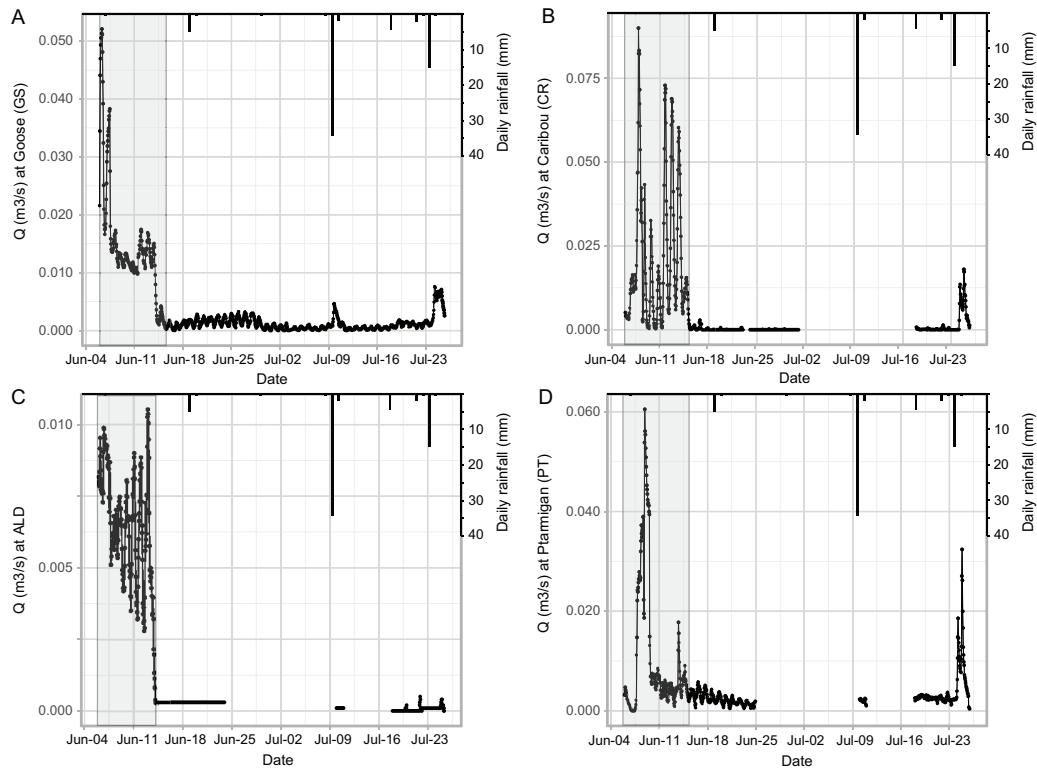 A
Q (m3/s) at Goose (GS)
0.050
0.040
0.030
0.020
0.010
0.000
10
20
30
40
Daily rainfall (mm)
Jun-04 Jun-11 Jun-18 Jun-25 Jul-02 Jul-09 Jul-16 Jul-23
Date
B
Q (m3/s) at Caribou (CR)
0.075
0.050
0.025
0.000
10
20
30
40
Daily rainfall (mm)
Jun-04 Jun-11 Jun-18 Jun-25 Jul-02 Jul-09 Jul-16 Jul-23
Date
C
Q (m3/s) at ALD
0.010
0.005
0.000
10
20
30
40
Daily rainfall (mm)
Jun-04 Jun-11 Jun-18 Jun-25 Jul-02 Jul-09 Jul-16 Jul-23
Date
D
Q (m3/s) at Ptarmigan (PT)
0.060
0.040
0.020
0.000
10
20
30
40
Daily rainfall (mm)
Jun-04 Jun-11 Jun-18 Jun-25 Jul-02 Jul-09 Jul-16 Jul-23
Date